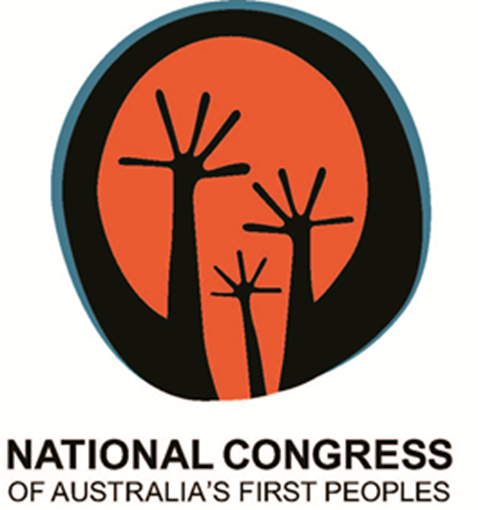 NATIONAL CONGRESS
OF AUSTRALIA'S FIRST PEOPLES